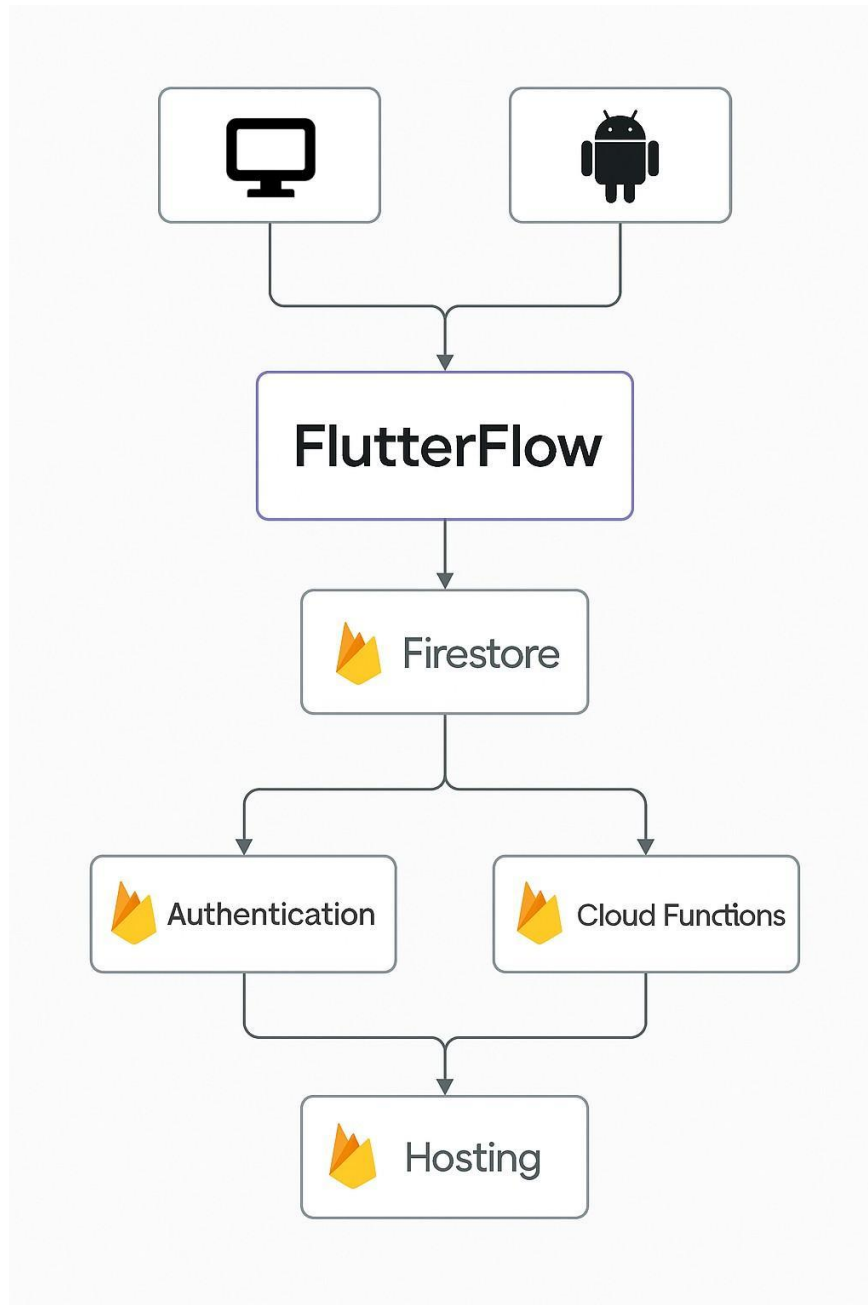 FlutterFlow
Firestore
Authentication
Cloud Functions
Hosting